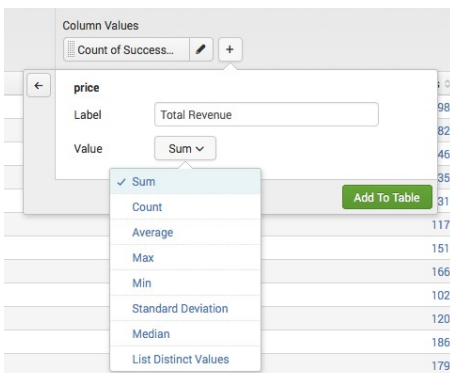 Column Values
Count of Success...
+
←
price
Label
Total Revenue
Value
Sum
✓ Sum
Count
Average
Max
Min
Standard Deviation
Median
List Distinct Values
Add To Table
98
82
46
35
31
117
151
166
102
120
186
179